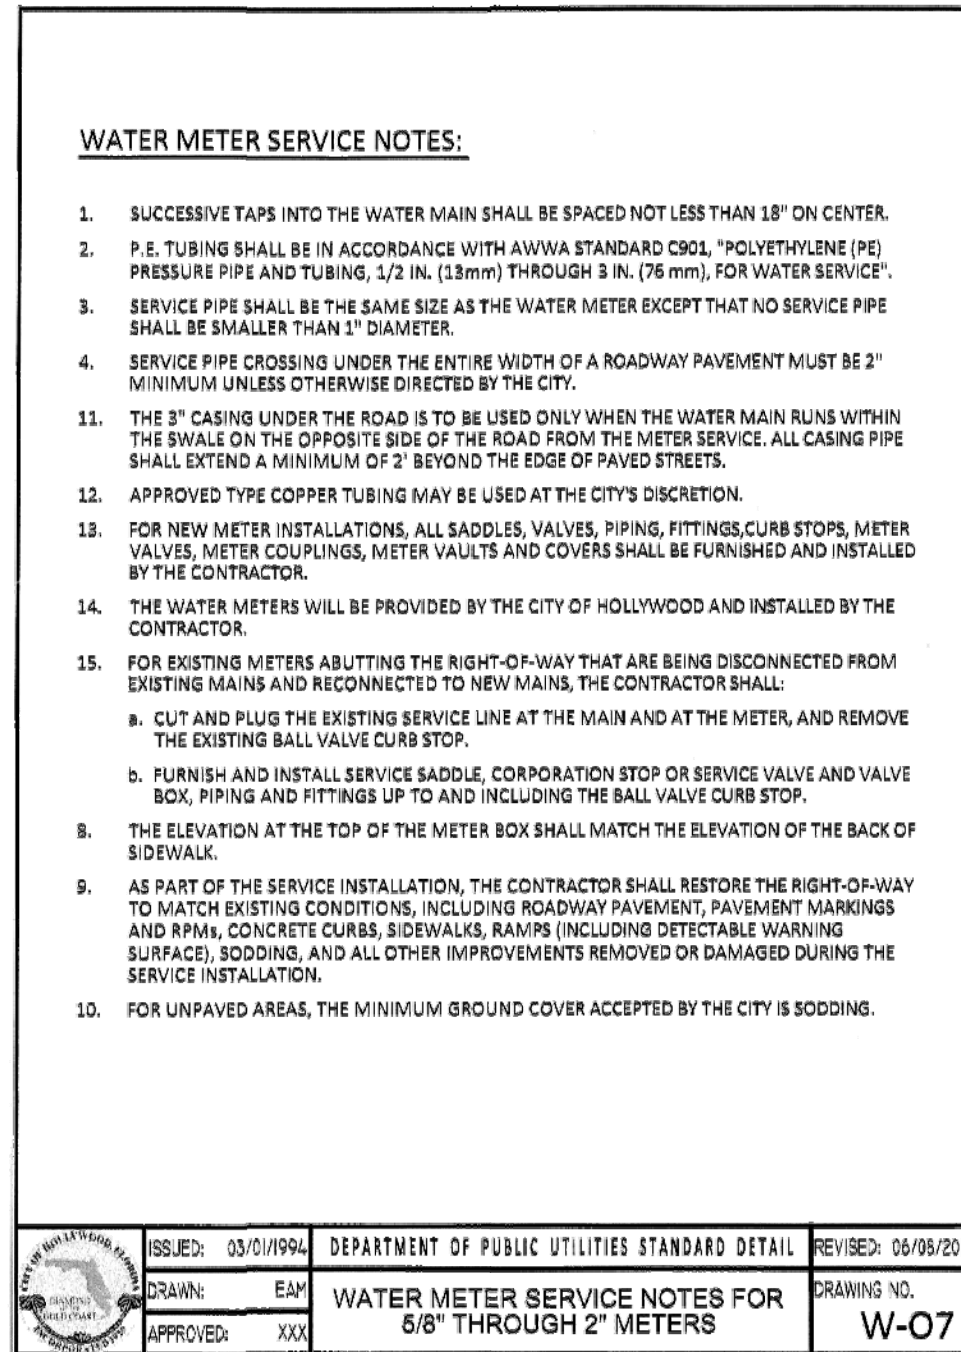 WATER METER SERVICE NOTES:
1. SUCCESSIVE TAPS INTO THE WATER MAIN SHALL BE SPACED NOT LESS THAN 18" ON CENTER.
2. P.E. TUBING SHALL BE IN ACCORDANCE WITH AWWA STANDARD C901, "POLYETHYLENE (PE)
PRESSURE PIPE AND TUBING, 1/2 IN. (13mm) THROUGH 3 IN. (76 mm), FOR WATER SERVICE".
3. SERVICE PIPE SHALL BE THE SAME SIZE AS THE WATER METER EXCEPT THAT NO SERVICE PIPE
SHALL BE SMALLER THAN 1" DIAMETER.
4. SERVICE PIPE CROSSING UNDER THE ENTIRE WIDTH OF A ROADWAY PAVEMENT MUST BE 2"
MINIMUM UNLESS OTHERWISE DIRECTED BY THE CITY.
11. THE 3" CASING UNDER THE ROAD IS TO BE USED ONLY WHEN THE WATER MAIN RUNS WITHIN
THE SWALE ON THE OPPOSITE SIDE OF THE ROAD FROM THE METER SERVICE. ALL CASING PIPE
SHALL EXTEND A MINIMUM OF 2' BEYOND THE EDGE OF PAVED STREETS.
12. APPROVED TYPE COPPER TUBING MAY BE USED AT THE CITY'S DISCRETION.
13. FOR NEW METER INSTALLATIONS, ALL SADDLES, VALVES, PIPING, FITTINGS,CURB STOPS, METER
VALVES, METER COUPLINGS, METER VAULTS AND COVERS SHALL BE FURNISHED AND INSTALLED
BY THE CONTRACTOR.
14. THE WATER METERS WILL BE PROVIDED BY THE CITY OF HOLLYWOOD AND INSTALLED BY THE
CONTRACTOR.
15. FOR EXISTING METERS ABUTTING THE RIGHT-OF-WAY THAT ARE BEING DISCONNECTED FROM
EXISTING MAINS AND RECONNECTED TO NEW MAINS, THE CONTRACTOR SHALL:
a. CUT AND PLUG THE EXISTING SERVICE LINE AT THE MAIN AND AT THE METER, AND REMOVE
THE EXISTING BALL VALVE CURB STOP.
b. FURNISH AND INSTALL SERVICE SADDLE, CORPORATION STOP OR SERVICE VALVE AND VALVE
BOX, PIPING AND FITTINGS UP TO AND INCLUDING THE BALL VALVE CURB STOP.
8. THE ELEVATION AT THE TOP OF THE METER BOX SHALL MATCH THE ELEVATION OF THE BACK OF
SIDEWALK.
9. AS PART OF THE SERVICE INSTALLATION, THE CONTRACTOR SHALL RESTORE THE RIGHT-OF-WAY
TO MATCH EXISTING CONDITIONS, INCLUDING ROADWAY PAVEMENT, PAVEMENT MARKINGS
AND RPMs, CONCRETE CURBS, SIDEWALKS, RAMPS (INCLUDING DETECTABLE WARNING
SURFACE), SODDING, AND ALL OTHER IMPROVEMENTS REMOVED OR DAMAGED DURING THE
SERVICE INSTALLATION.
10. FOR UNPAVED AREAS, THE MINIMUM GROUND COVER ACCEPTED BY THE CITY IS SODDING.
CITY OF HOLLYWOOD, FLORIDA
DIAMOND
GOLD COAST
INCORPORATED
ISSUED: 03/01/1994
DRAWN: EAM
APPROVED: XXX
DEPARTMENT OF PUBLIC UTILITIES STANDARD DETAIL
WATER METER SERVICE NOTES FOR
5/8" THROUGH 2" METERS
REVISED: 06/08/20
DRAWING NO.
W-07